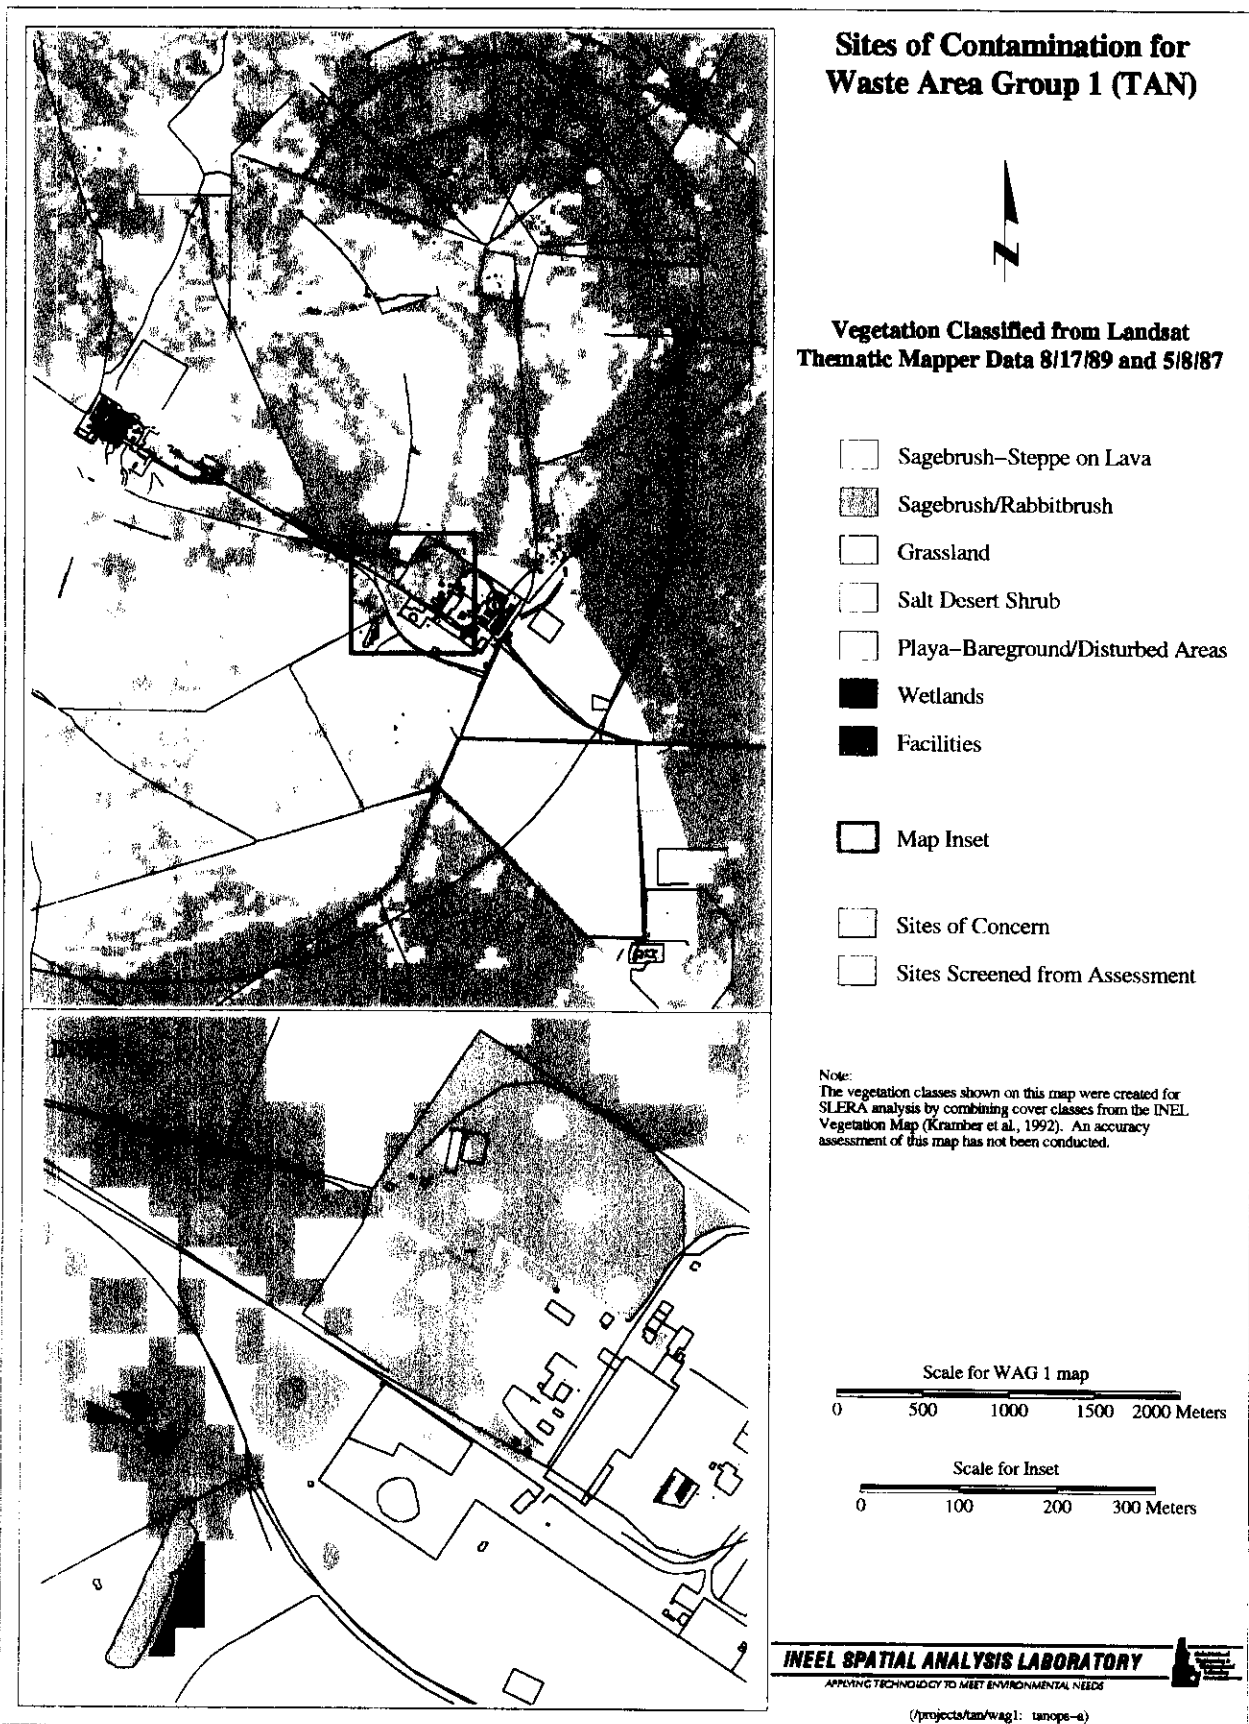 Sites of Contamination for
Waste Area Group 1 (TAN)
N
Vegetation Classified from Landsat
Thematic Mapper Data 8/17/89 and 5/8/87
Sagebrush–Steppe on Lava
Sagebrush/Rabbitbrush
Grassland
Salt Desert Shrub
Playa–Bareground/Disturbed Areas
Wetlands
Facilities
Map Inset
Sites of Concern
Sites Screened from Assessment
Note:
The vegetation classes shown on this map were created for
SLERA analysis by combining cover classes from the INEL
Vegetation Map (Kramber et al., 1992). An accuracy
assessment of this map has not been conducted.
Scale for WAG 1 map
0 500 1000 1500 2000 Meters
Scale for Inset
0 100 200 300 Meters
INEEL SPATIAL ANALYSIS LABORATORY
APPLYING TECHNOLOGY TO MEET ENVIRONMENTAL NEEDS
(/projects/tan/wag1: tanops-a)